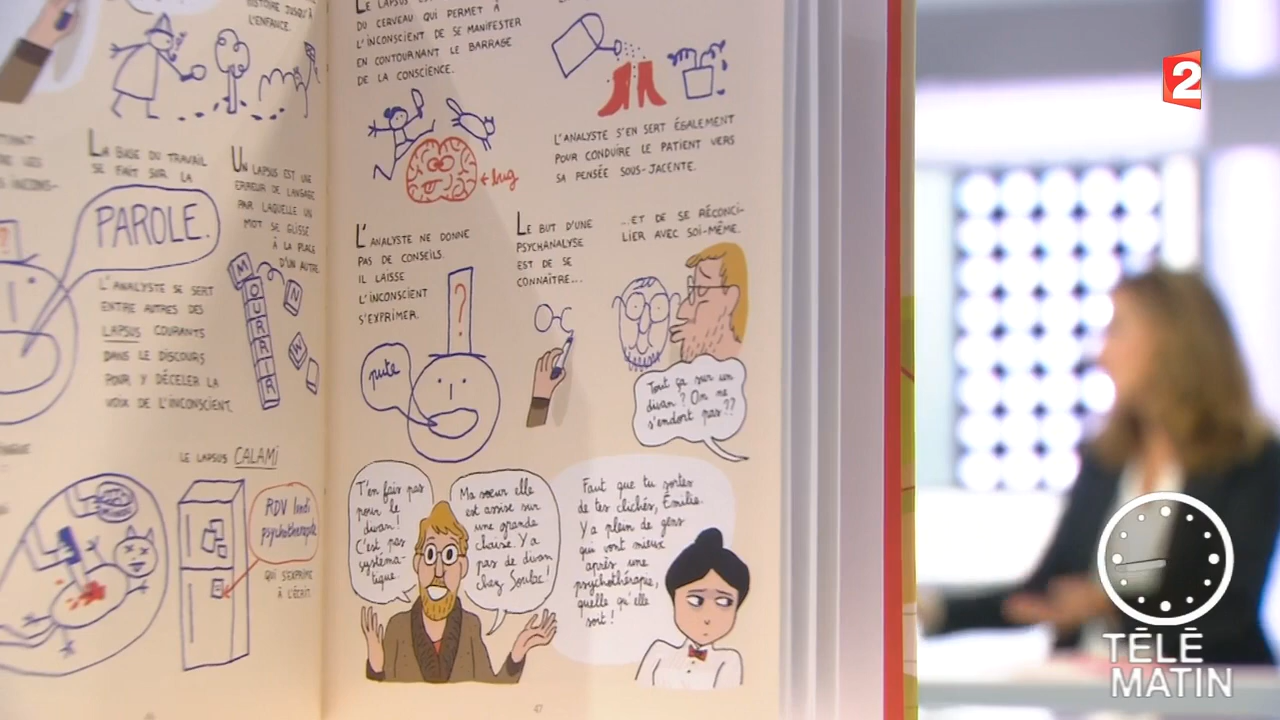 HISTOIRE JUSQU'À
L'ENFANCE.
LA BASE DU TRAVAIL
SE FAIT SUR LA
PAROLE.
?
L'ANALYSTE SE SERT
ENTRE AUTRES DES
LAPSUS COURANTS
DANS LE DISCOURS
POUR Y DÉCELER LA
VOIX DE L'INCONSCIENT.
UN LAPSUS EST UNE
ERREUR DE LANGAGE
PAR LAQUELLE UN
MOT SE GLISSE
À LA PLACE
D'UN AUTRE.
MOURRIR
N
W
LE LAPSUS CALAMI
RDV lundi
psychotherapie
QUI S'EXPRIME
À L'ÉCRIT.
LE LAPSUS
DU CERVEAU QUI PERMET À
L'INCONSCIENT DE SE MANIFESTER
EN CONTOURNANT LE BARRAGE
DE LA CONSCIENCE.
bug
L'ANALYSTE S'EN SERT ÉGALEMENT
POUR CONDUIRE LE PATIENT VERS
SA PENSÉE SOUS-JACENTE.
L'ANALYSTE NE DONNE
PAS DE CONSEILS.
IL LAISSE
L'INCONSCIENT
S'EXPRIMER.
?
pute
LE BUT D'UNE
PSYCHANALYSE
EST DE SE
CONNAÎTRE...
...ET DE SE RÉCONCI-
LIER AVEC SOI-MÊME.
Tout ça sur un
divan ? On ne
s'endort pas ??
T'en fais pas
pour le
divan !
C'est pas
systéma-
tique.
Ma soeur elle
est assise sur
une grande
chaise. Y a
pas de divan
chez Soulac !
Faut que tu sortes
de tes clichés, Émilie.
Y a plein de gens
qui vont mieux
après une
psychothérapie,
quelle qu'elle
soit !
47
2
TÉLÉ
MATIN